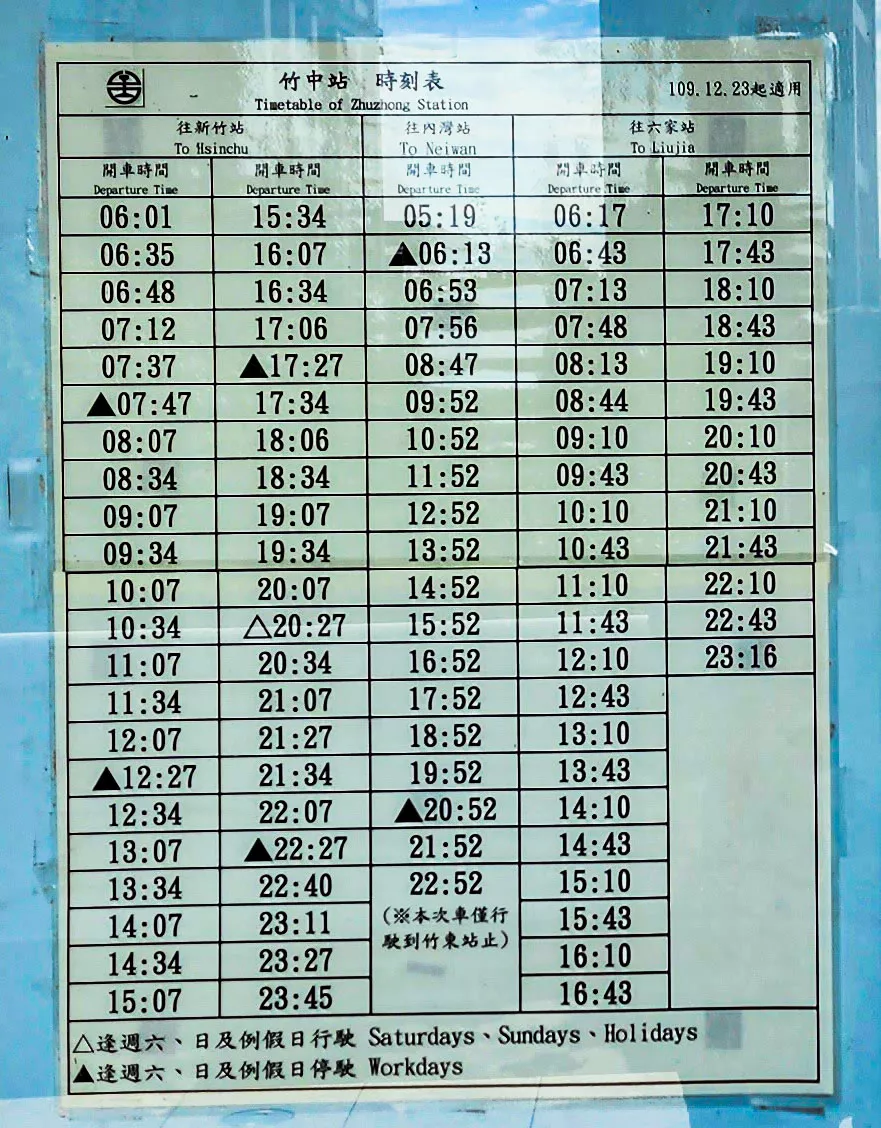 竹中站 時刻表
Timetable of Zhuzhong Station
109.12.23起適用
往新竹站 往內灣站 往六家站
To Hsinchu To Neiwan To Liujia
開車時間 開車時間 開車時間 開車時間 開車時間
Departure Time Departure Time Departure Time Departure Time Departure Time
06:01 15:34 05:19 06:17 17:10
06:35 16:07 ▲06:13 06:43 17:43
06:48 16:34 06:53 07:13 18:10
07:12 17:06 07:56 07:48 18:43
07:37 ▲17:27 08:47 08:13 19:10
▲07:47 17:34 09:52 08:44 19:43
08:07 18:06 10:52 09:10 20:10
08:34 18:34 11:52 09:43 20:43
09:07 19:07 12:52 10:10 21:10
09:34 19:34 13:52 10:43 21:43
10:07 20:07 14:52 11:10 22:10
10:34 △20:27 15:52 11:43 22:43
11:07 20:34 16:52 12:10 23:16
11:34 21:07 17:52 12:43
12:07 21:27 18:52 13:10
▲12:27 21:34 19:52 13:43
12:34 22:07 ▲20:52 14:10
13:07 ▲22:27 21:52 14:43
13:34 22:40 22:52 15:10
14:07 23:11 (※本次車僅行 15:43
14:34 23:27 駛到竹東站止) 16:10
15:07 23:45 16:43
△逢週六、日及例假日行駛 Saturdays、Sundays、Holidays
▲逢週六、日及例假日停駛 Workdays